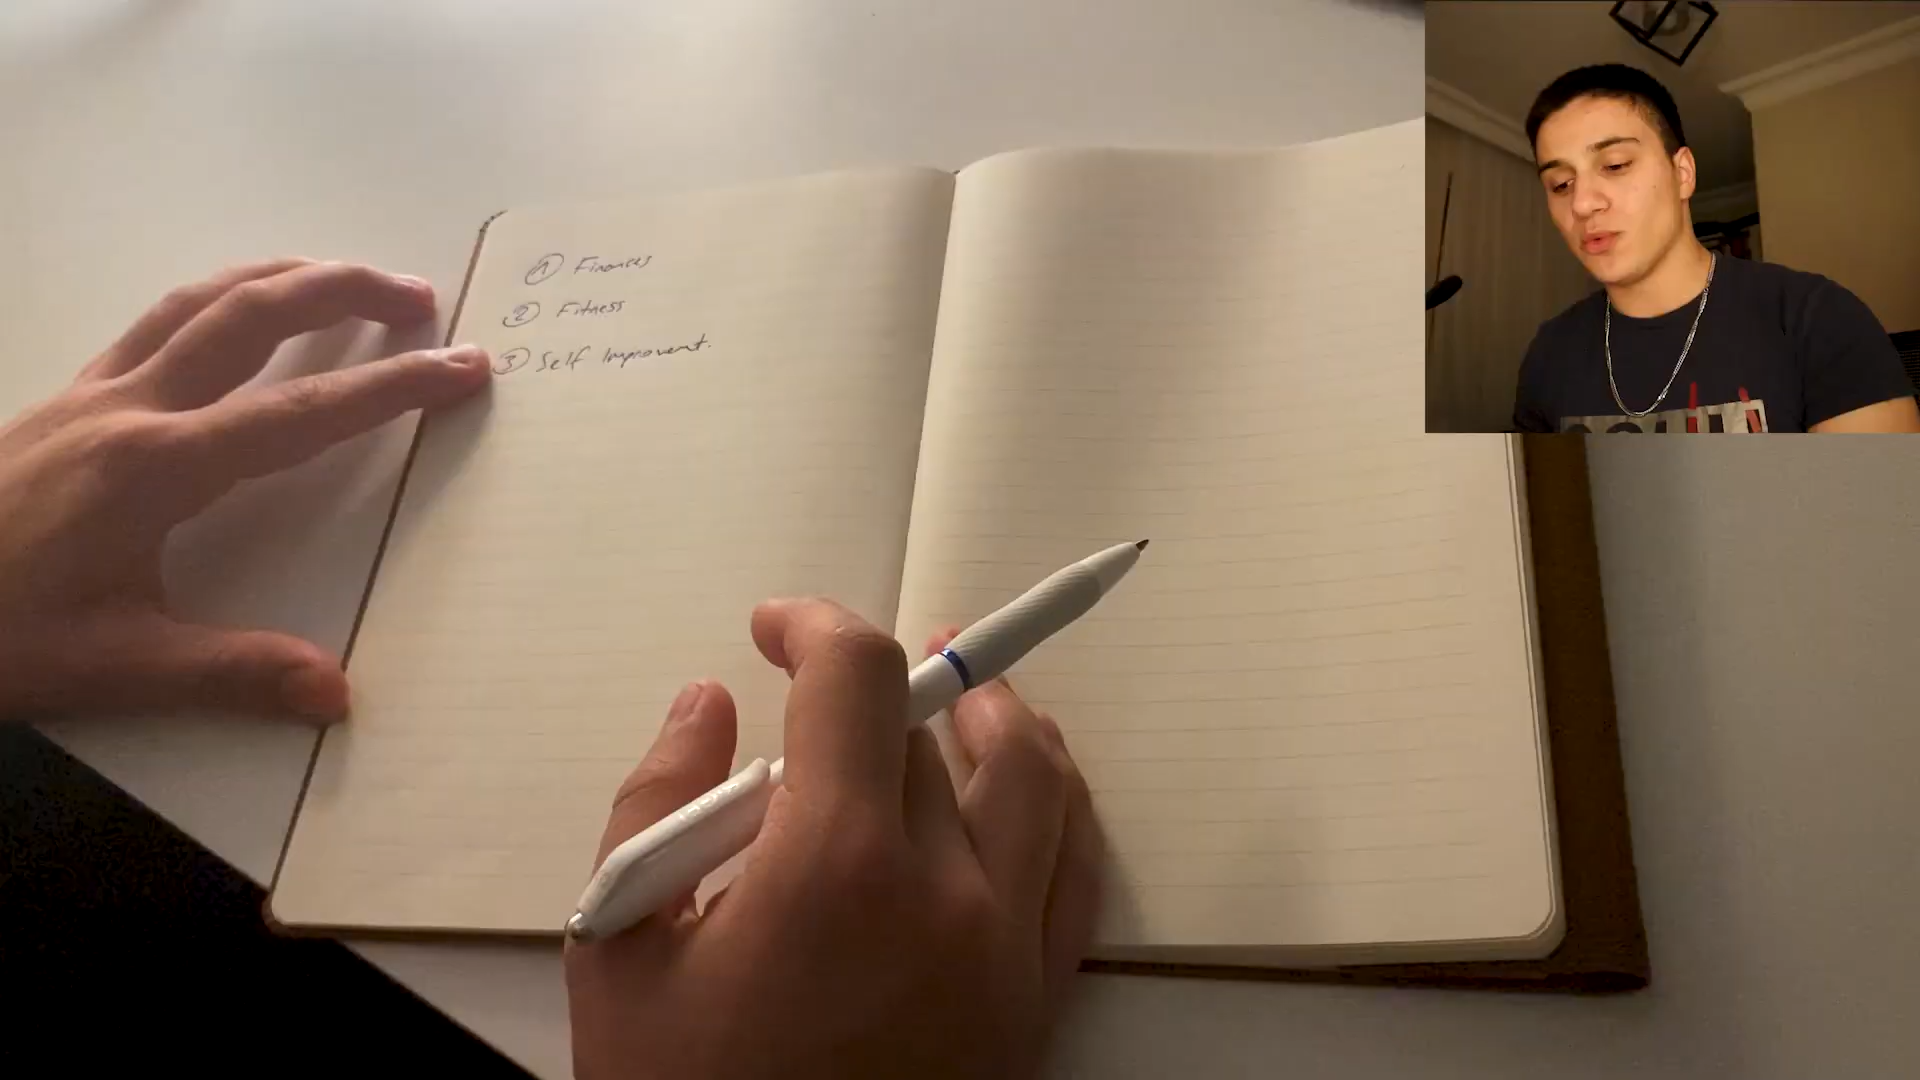 ① Finances
② Fitness
③ Self Improvement.